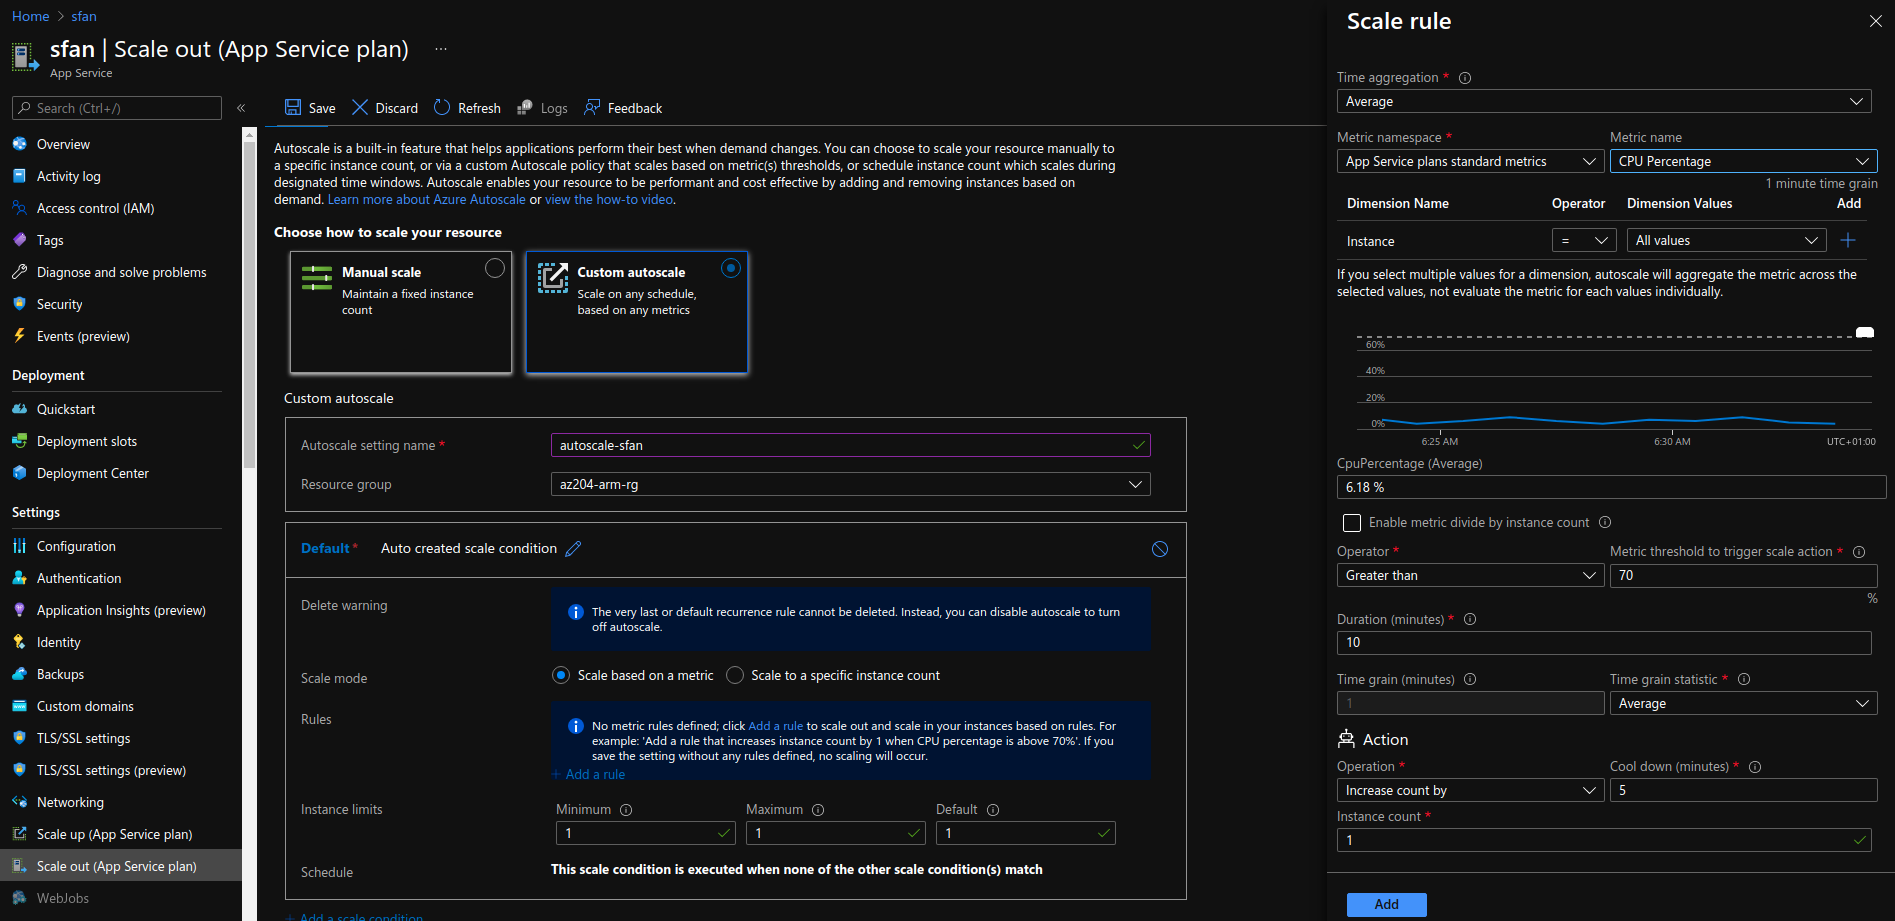 Home > sfan
sfan | Scale out (App Service plan) ...
App Service
Search (Ctrl+/)
«
Overview
Activity log
Access control (IAM)
Tags
Diagnose and solve problems
Security
Events (preview)
Deployment
Quickstart
Deployment slots
Deployment Center
Settings
Configuration
Authentication
Application Insights (preview)
Identity
Backups
Custom domains
TLS/SSL settings
TLS/SSL settings (preview)
Networking
Scale up (App Service plan)
Scale out (App Service plan)
WebJobs
Save Discard Refresh Logs Feedback
Autoscale is a built-in feature that helps applications perform their best when demand changes. You can choose to scale your resource manually to
a specific instance count, or via a custom Autoscale policy that scales based on metric(s) thresholds, or schedule instance count which scales during
designated time windows. Autoscale enables your resource to be performant and cost effective by adding and removing instances based on
demand. Learn more about Azure Autoscale or view the how-to video.
Choose how to scale your resource
Manual scale
Maintain a fixed instance
count
Custom autoscale
Scale on any schedule,
based on any metrics
Custom autoscale
Autoscale setting name * autoscale-sfan
Resource group az204-arm-rg
Default * Auto created scale condition
Delete warning
The very last or default recurrence rule cannot be deleted. Instead, you can disable autoscale to turn
off autoscale.
Scale mode Scale based on a metric Scale to a specific instance count
Rules
No metric rules defined; click Add a rule to scale out and scale in your instances based on rules. For
example: 'Add a rule that increases instance count by 1 when CPU percentage is above 70%'. If you
save the setting without any rules defined, no scaling will occur.
+ Add a rule
Instance limits Minimum Maximum Default
1 1 1
Schedule This scale condition is executed when none of the other scale condition(s) match
+ Add a scale condition
Scale rule
Time aggregation *
Average
Metric namespace * Metric name
App Service plans standard metrics CPU Percentage
1 minute time grain
Dimension Name Operator Dimension Values Add
Instance = All values +
If you select multiple values for a dimension, autoscale will aggregate the metric across the
selected values, not evaluate the metric for each values individually.
60%
40%
20%
0%
6:25 AM 6:30 AM UTC+01:00
CpuPercentage (Average)
6.18 %
Enable metric divide by instance count
Operator * Metric threshold to trigger scale action *
Greater than 70
%
Duration (minutes) *
10
Time grain (minutes) Time grain statistic *
1 Average
Action
Operation * Cool down (minutes) *
Increase count by 5
Instance count *
1
Add